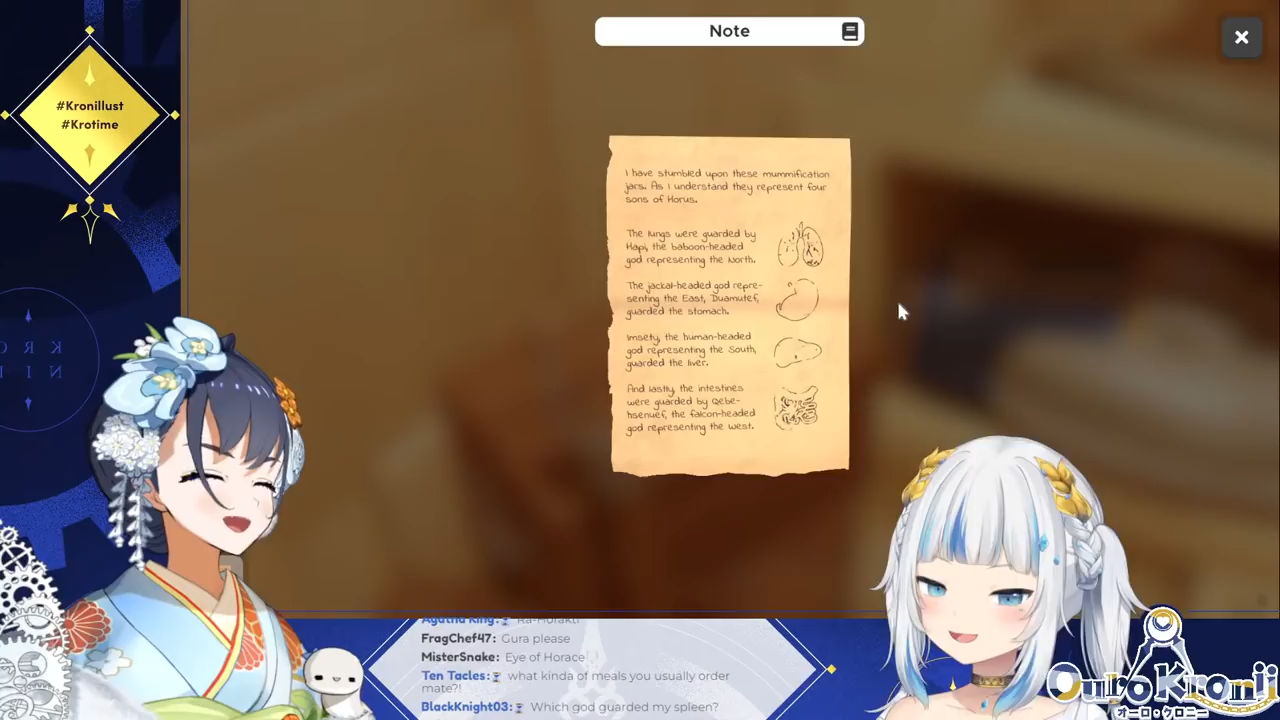 Note
#Kronillust
#Krotime
I have stumbled upon these mummification
jars. As I understand they represent four
sons of Horus.
The lungs were guarded by
Hapi, the baboon-headed
god representing the North.
The jackal-headed god repre-
senting the East, Duamutef,
guarded the stomach.
Imsety, the human-headed
god representing the South,
guarded the liver.
And lastly, the intestines
were guarded by Qebe-
hsenuef, the falcon-headed
god representing the West.
Agatha King: Ra-Horakti
FragChef47: Gura please
MisterSnake: Eye of Horace
Ten Tacles: what kinda of meals you usually order
mate?!
BlackKnight03: Which god guarded my spleen?
Ouro Kronii
オーロ・クロニー